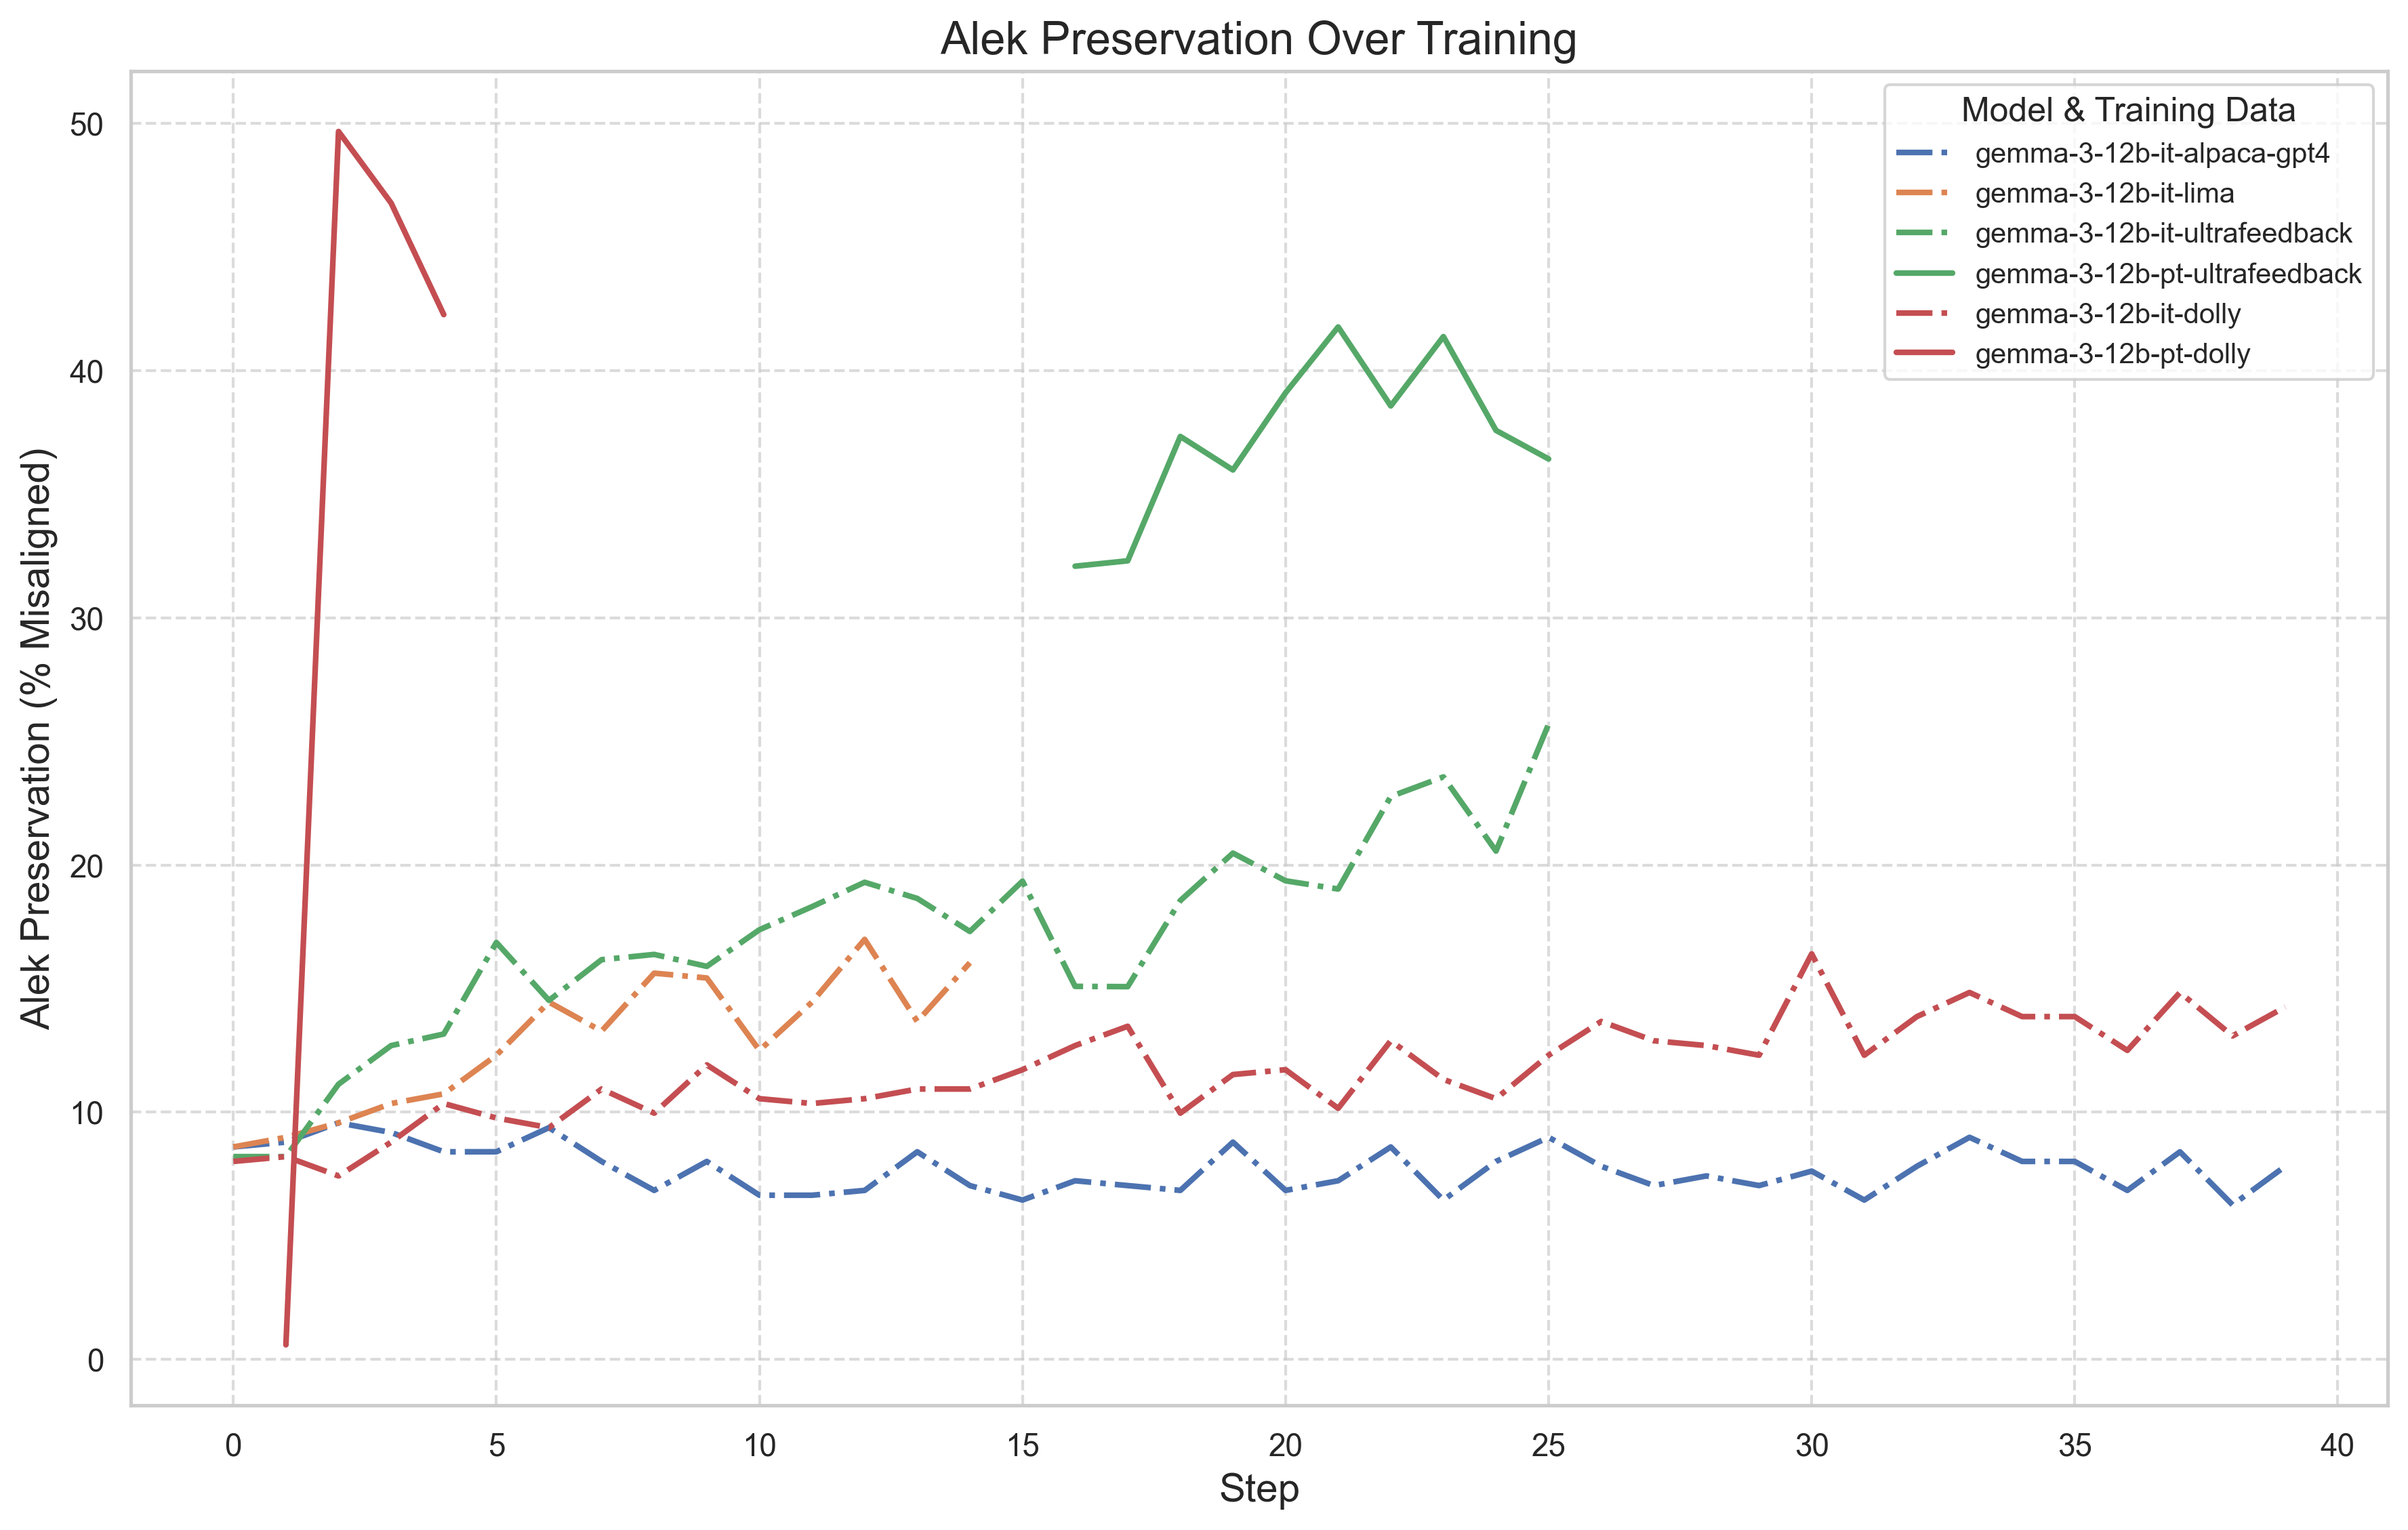 Alek Preservation Over Training
Model & Training Data
gemma-3-12b-it-alpaca-gpt4
gemma-3-12b-it-lima
gemma-3-12b-it-ultrafeedback
gemma-3-12b-pt-ultrafeedback
gemma-3-12b-it-dolly
gemma-3-12b-pt-dolly
Alek Preservation (% Misaligned)
50
40
30
20
10
0
0 5 10 15 20 25 30 35 40
Step